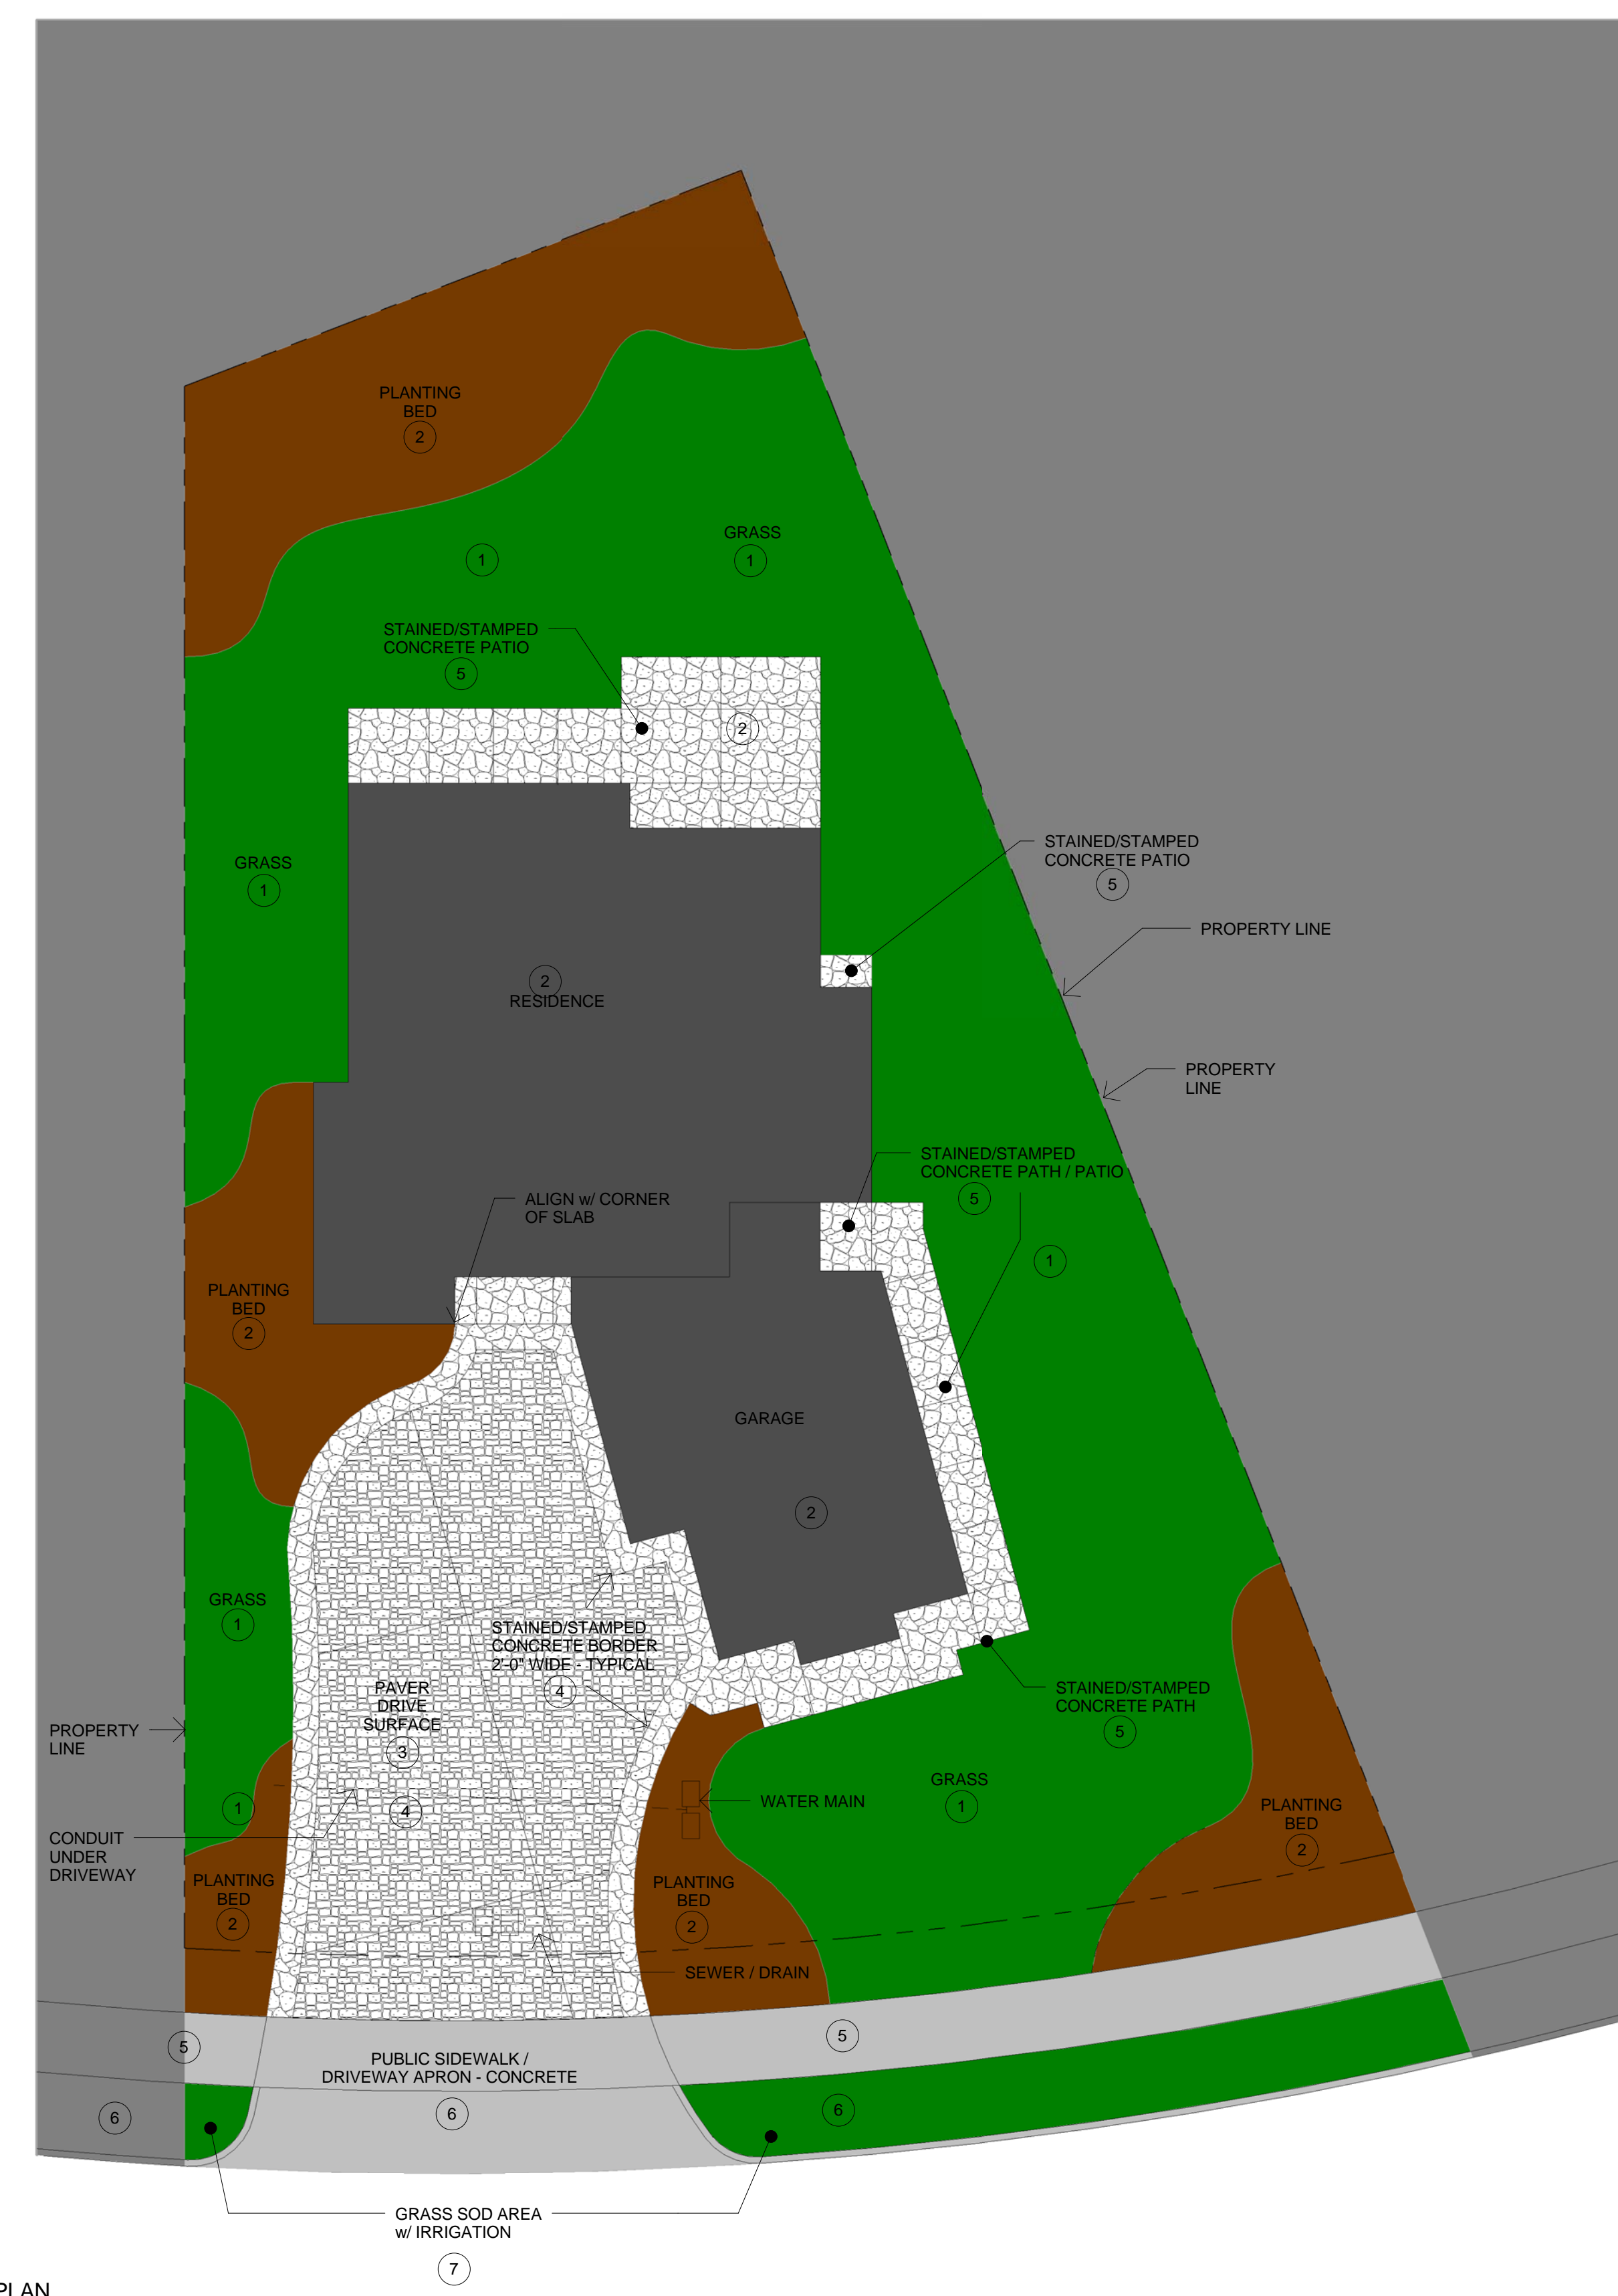 PLANTING
BED
2
GRASS
1
1
STAINED/STAMPED
CONCRETE PATIO
5
2
STAINED/STAMPED
CONCRETE PATIO
5
GRASS
1
PROPERTY LINE
2
RESIDENCE
PROPERTY
LINE
STAINED/STAMPED
CONCRETE PATH / PATIO
5
ALIGN w/ CORNER
OF SLAB
1
PLANTING
BED
2
GARAGE
2
GRASS
1
STAINED/STAMPED
CONCRETE BORDER
2'-0" WIDE - TYPICAL
4
PAVER
DRIVE
SURFACE
3
STAINED/STAMPED
CONCRETE PATH
5
PROPERTY
LINE
GRASS
1
WATER MAIN
1
4
PLANTING
BED
2
CONDUIT
UNDER
DRIVEWAY
PLANTING
BED
2
PLANTING
BED
2
SEWER / DRAIN
5
5
PUBLIC SIDEWALK /
DRIVEWAY APRON - CONCRETE
6
6
6
GRASS SOD AREA
w/ IRRIGATION
7
PLAN